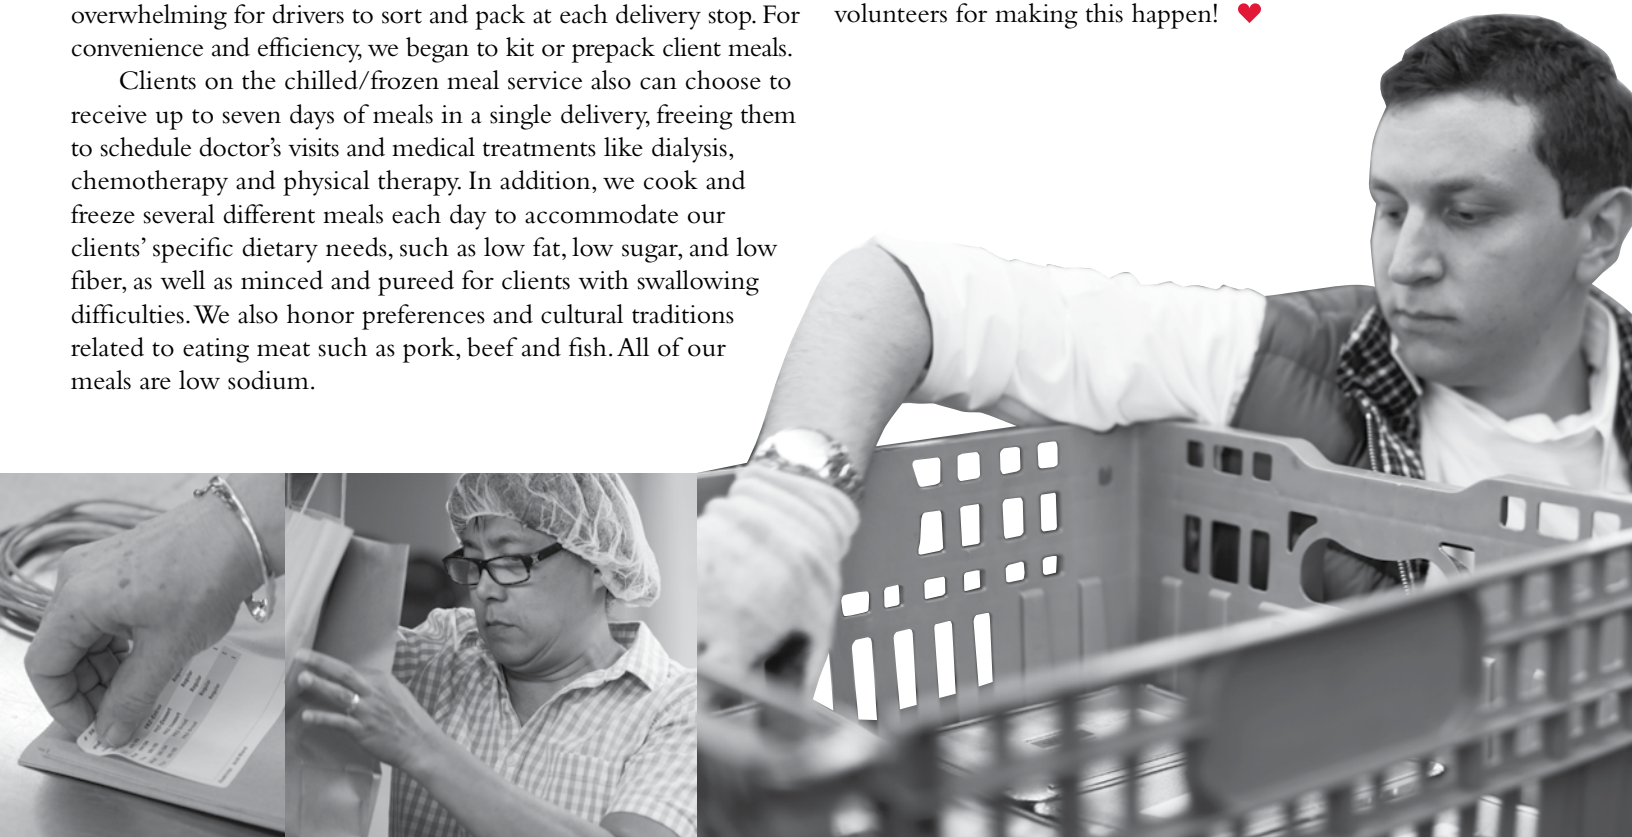 overwhelming for drivers to sort and pack at each delivery stop. For
convenience and efficiency, we began to kit or prepack client meals.
Clients on the chilled/frozen meal service also can choose to
receive up to seven days of meals in a single delivery, freeing them
to schedule doctor’s visits and medical treatments like dialysis,
chemotherapy and physical therapy. In addition, we cook and
freeze several different meals each day to accommodate our
clients’ specific dietary needs, such as low fat, low sugar, and low
fiber, as well as minced and pureed for clients with swallowing
difficulties. We also honor preferences and cultural traditions
related to eating meat such as pork, beef and fish. All of our
meals are low sodium.
volunteers for making this happen!
Regular
Regular
Regular
Regular
Regular